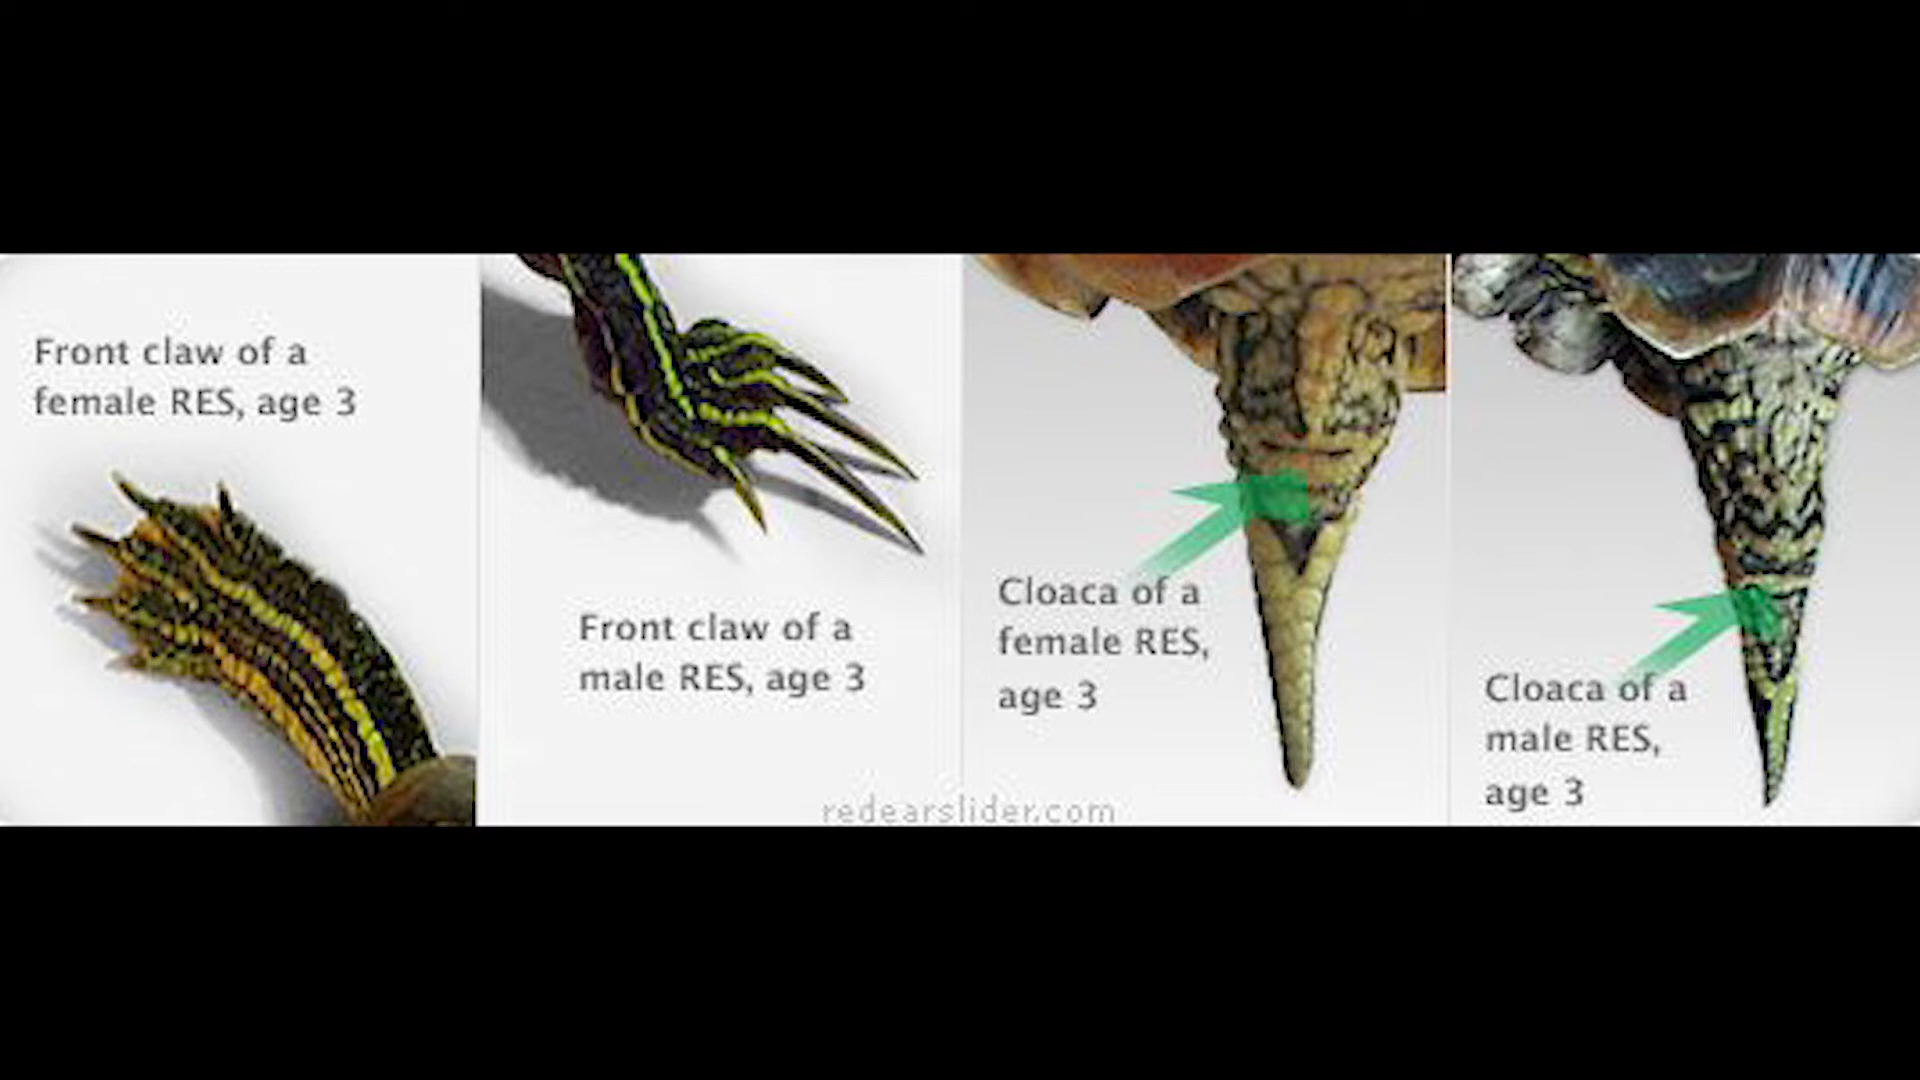 Front claw of a
female RES, age 3
Front claw of a
male RES, age 3
Cloaca of a
female RES,
age 3
Cloaca of a
male RES,
age 3
redearslider.com